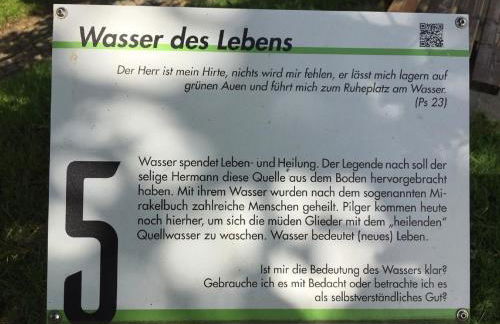 Wasser des Lebens
Der Herr ist mein Hirte, nichts wird mir fehlen, er lässt mich lagern auf
grünen Auen und führt mich zum Ruheplatz am Wasser.
(Ps 23)
5
Wasser spendet Leben- und Heilung. Der Legende nach soll der
selige Hermann diese Quelle aus dem Boden hervorgebracht
haben. Mit ihrem Wasser wurden nach dem sogenannten Mi-
rakelbuch zahlreiche Menschen geheilt. Pilger kommen heute
noch hierher, um sich die müden Glieder mit dem „heilenden"
Quellwasser zu waschen. Wasser bedeutet (neues) Leben.
Ist mir die Bedeutung des Wassers klar?
Gebrauche ich es mit Bedacht oder betrachte ich es
als selbstverständliches Gut?